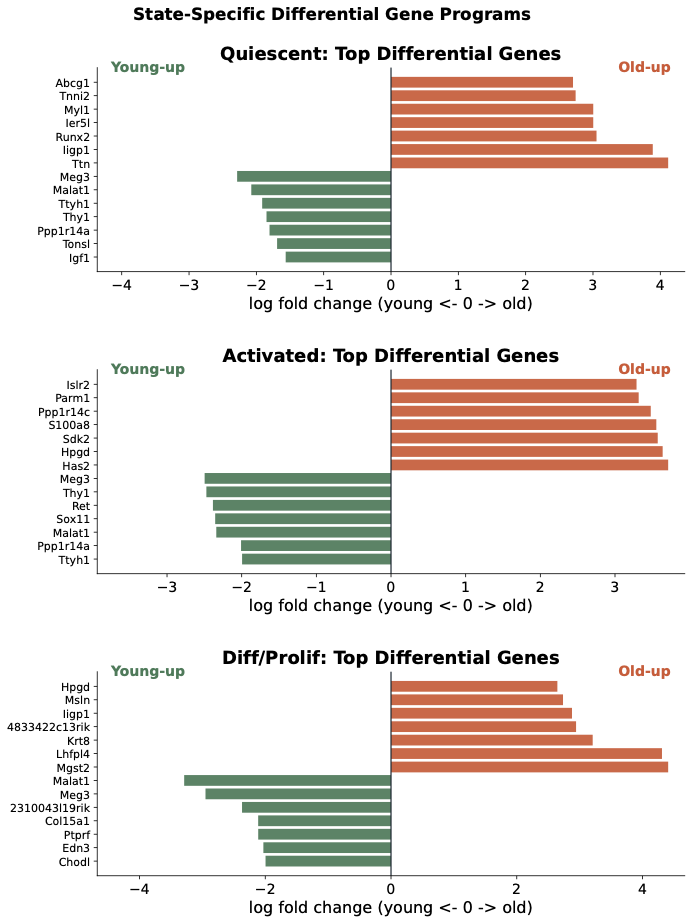 State-Specific Differential Gene Programs
Quiescent: Top Differential Genes
Young-up
Old-up
Abcg1
Tnni2
Myl1
Ier5l
Runx2
Iigp1
Ttn
Meg3
Malat1
Ttyh1
Thy1
Ppp1r14a
Tonsl
Igf1
−4 −3 −2 −1 0 1 2 3 4
log fold change (young <- 0 -> old)
Activated: Top Differential Genes
Young-up
Old-up
Islr2
Parm1
Ppp1r14c
S100a8
Sdk2
Hpgd
Has2
Meg3
Thy1
Ret
Sox11
Malat1
Ppp1r14a
Ttyh1
−3 −2 −1 0 1 2 3
log fold change (young <- 0 -> old)
Diff/Prolif: Top Differential Genes
Young-up
Old-up
Hpgd
Msln
Iigp1
4833422c13rik
Krt8
Lhfpl4
Mgst2
Malat1
Meg3
2310043l19rik
Col15a1
Ptprf
Edn3
Chodl
−4 −2 0 2 4
log fold change (young <- 0 -> old)